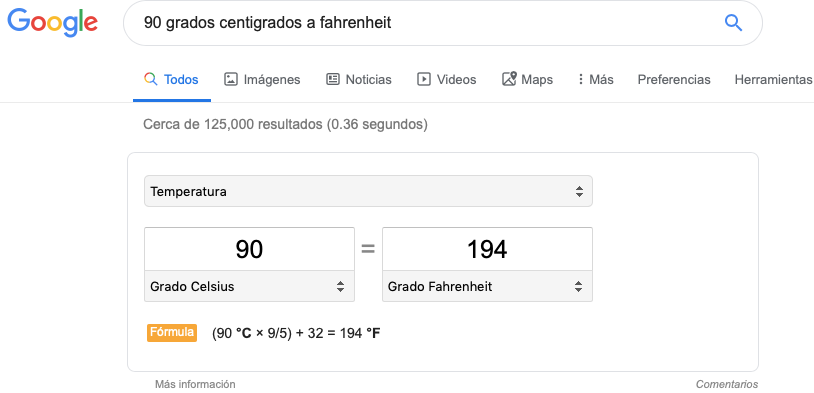 Google 90 grados centigrados a fahrenheit
Todos Imágenes Noticias Videos Maps Más Preferencias Herramientas
Cerca de 125,000 resultados (0.36 segundos)
Temperatura
90 = 194
Grado Celsius Grado Fahrenheit
Fórmula (90 °C × 9/5) + 32 = 194 °F
Más información Comentarios